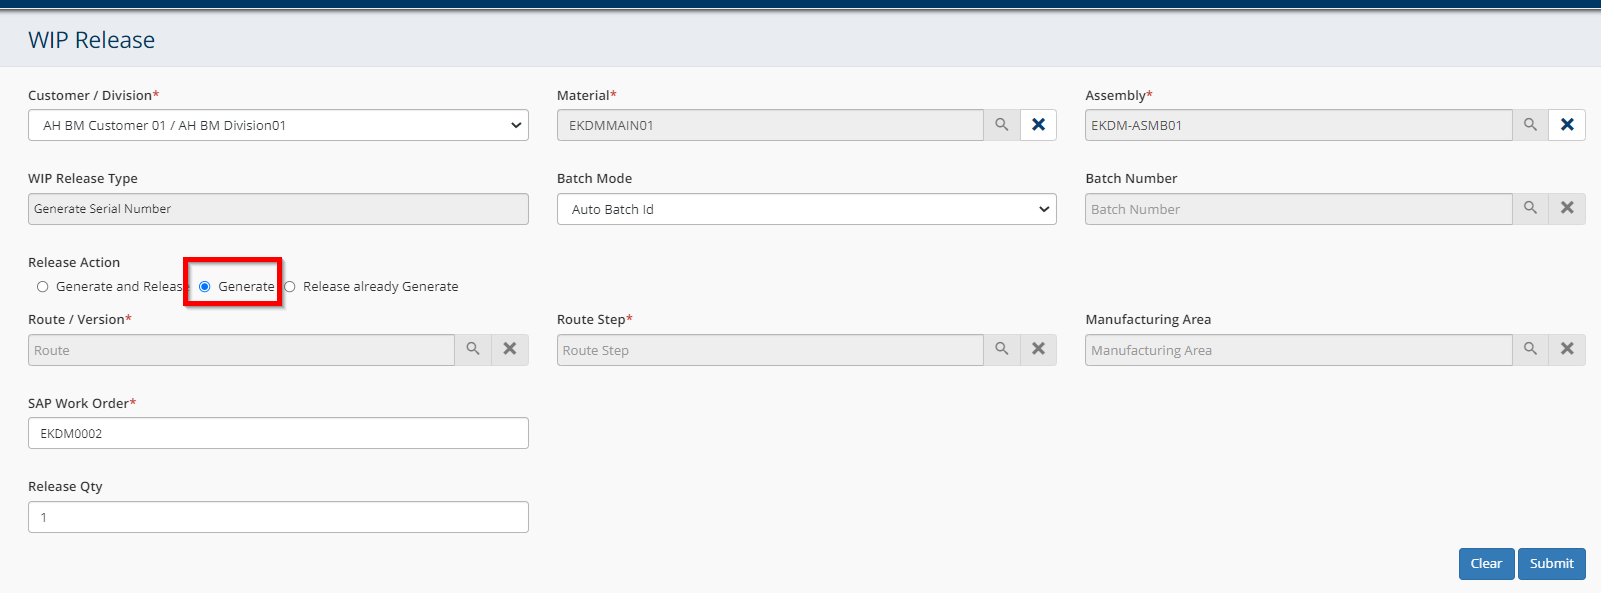 WIP Release
Customer / Division* Material* Assembly*
AH BM Customer 01 / AH BM Division01 EKDMMAIN01 EKDM-ASMB01
WIP Release Type Batch Mode Batch Number
Generate Serial Number Auto Batch Id Batch Number
Release Action
Generate and Release Generate Release already Generate
Route / Version* Route Step* Manufacturing Area
Route Route Step Manufacturing Area
SAP Work Order*
EKDM0002
Release Qty
1
Clear Submit